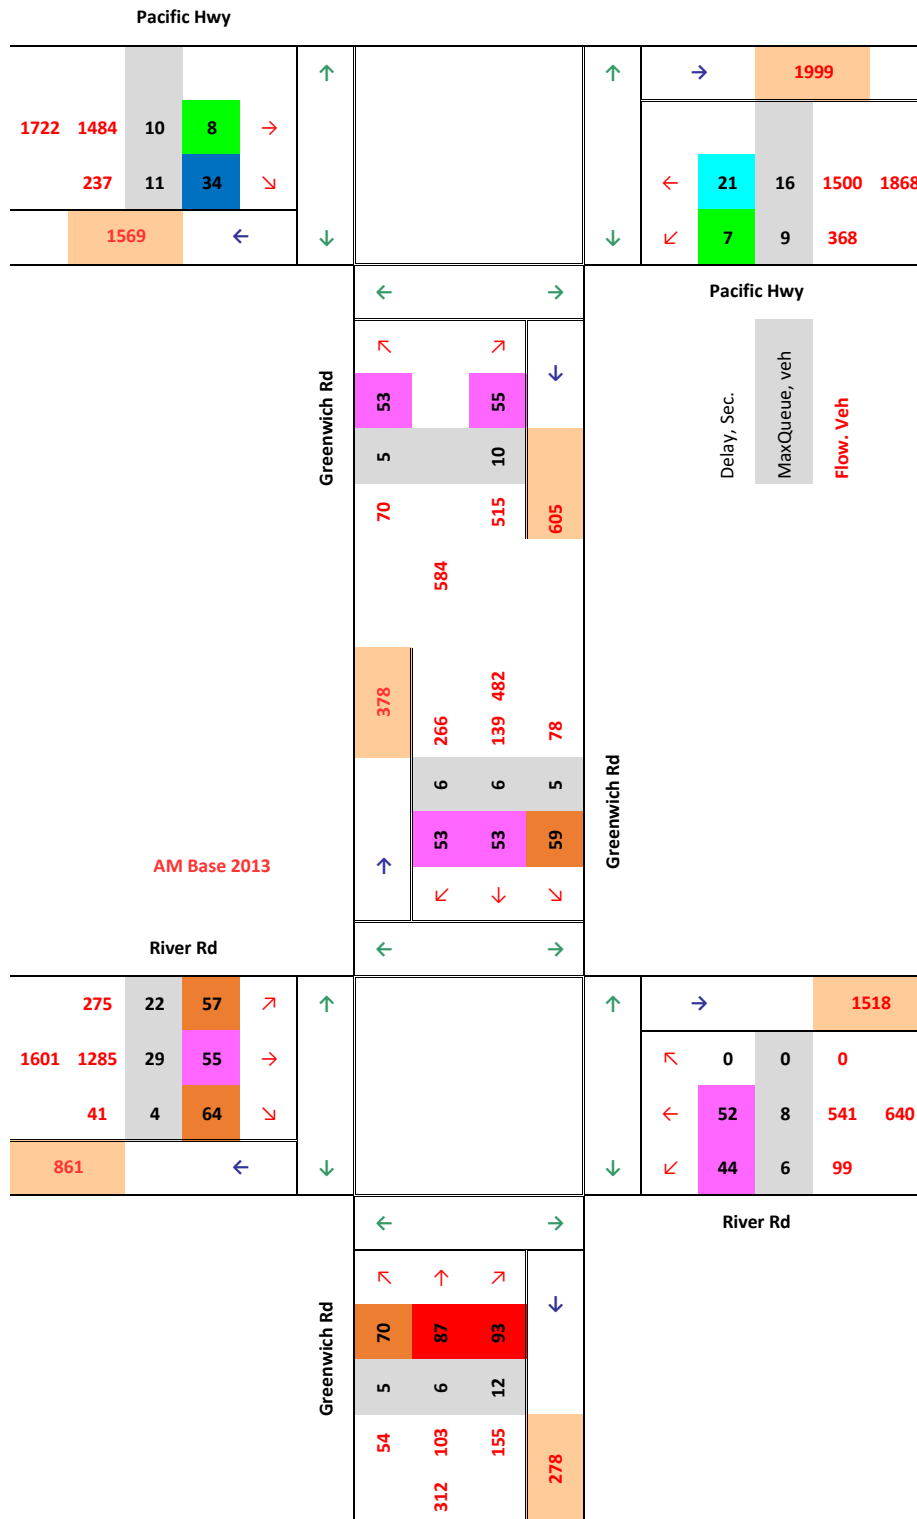 Pacific Hwy
→ 1999
1722 1484 10 8 →
237 11 34 ↘
← 21 16 1500 1868
1569 ←
↙ 7 9 368
Pacific Hwy
Greenwich Rd
53 55
5 10
70 515 605
584
Delay, Sec.
MaxQueue, veh
Flow. Veh
378
482
266 139 78
6 6 5
53 53 59
Greenwich Rd
AM Base 2013
River Rd
275 22 57 ↗
→ 1518
1601 1285 29 55 →
↖ 0 0 0
41 4 64 ↘
← 52 8 541 640
861 ←
↙ 44 6 99
River Rd
Greenwich Rd
70 87 93
5 6 12
54 103 155
312
278